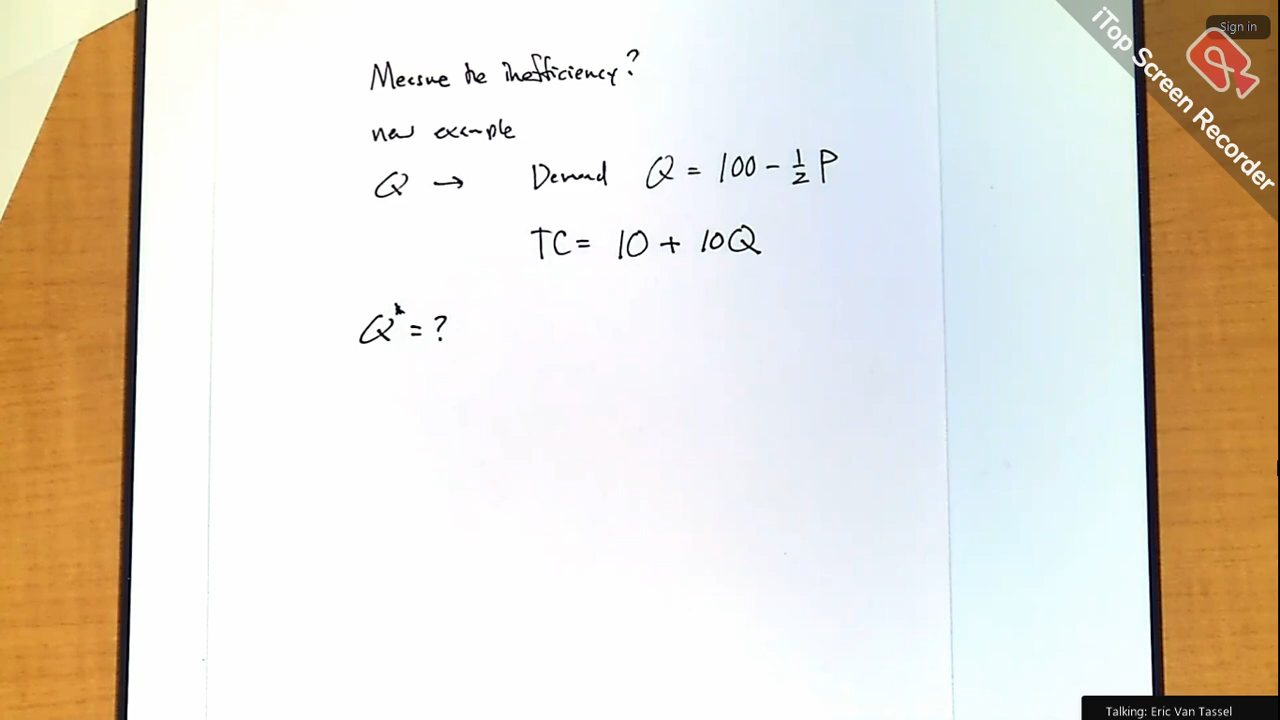 Measure the inefficiency?
new example
Q → Demand Q = 100 - 1/2 P
TC = 10 + 10Q
Q* = ?
iTop Screen Recorder
Sign in
Talking: Eric Van Tassel